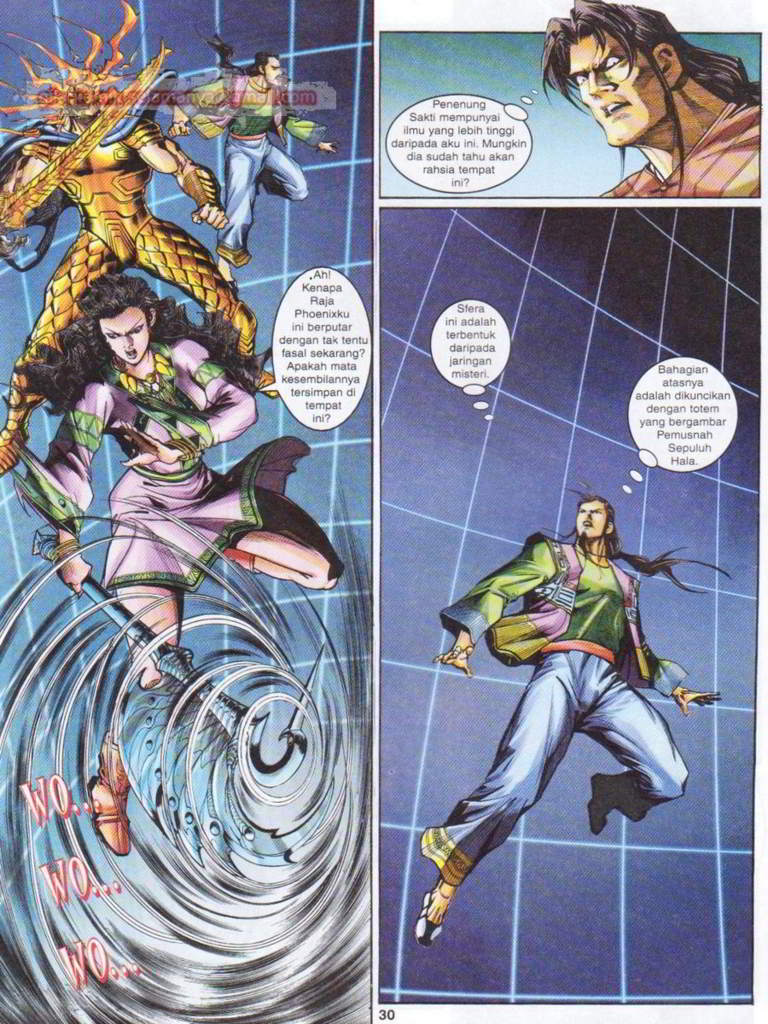 Ah!
Kenapa
Raja
Phoenixku
ini berputar
dengan tak tentu
fasal sekarang?
Apakah mata
kesembilannya
tersimpan di
tempat
ini?
WO...
WO...
WO...
Penenung
Sakti mempunyai
ilmu yang lebih tinggi
daripada aku ini. Mungkin
dia sudah tahu akan
rahsia tempat
ini?
Sfera
ini adalah
terbentuk
daripada
jaringan
misteri.
Bahagian
atasnya
adalah dikuncikan
dengan totem
yang bergambar
Pemusnah
Sepuluh
Hala.
30